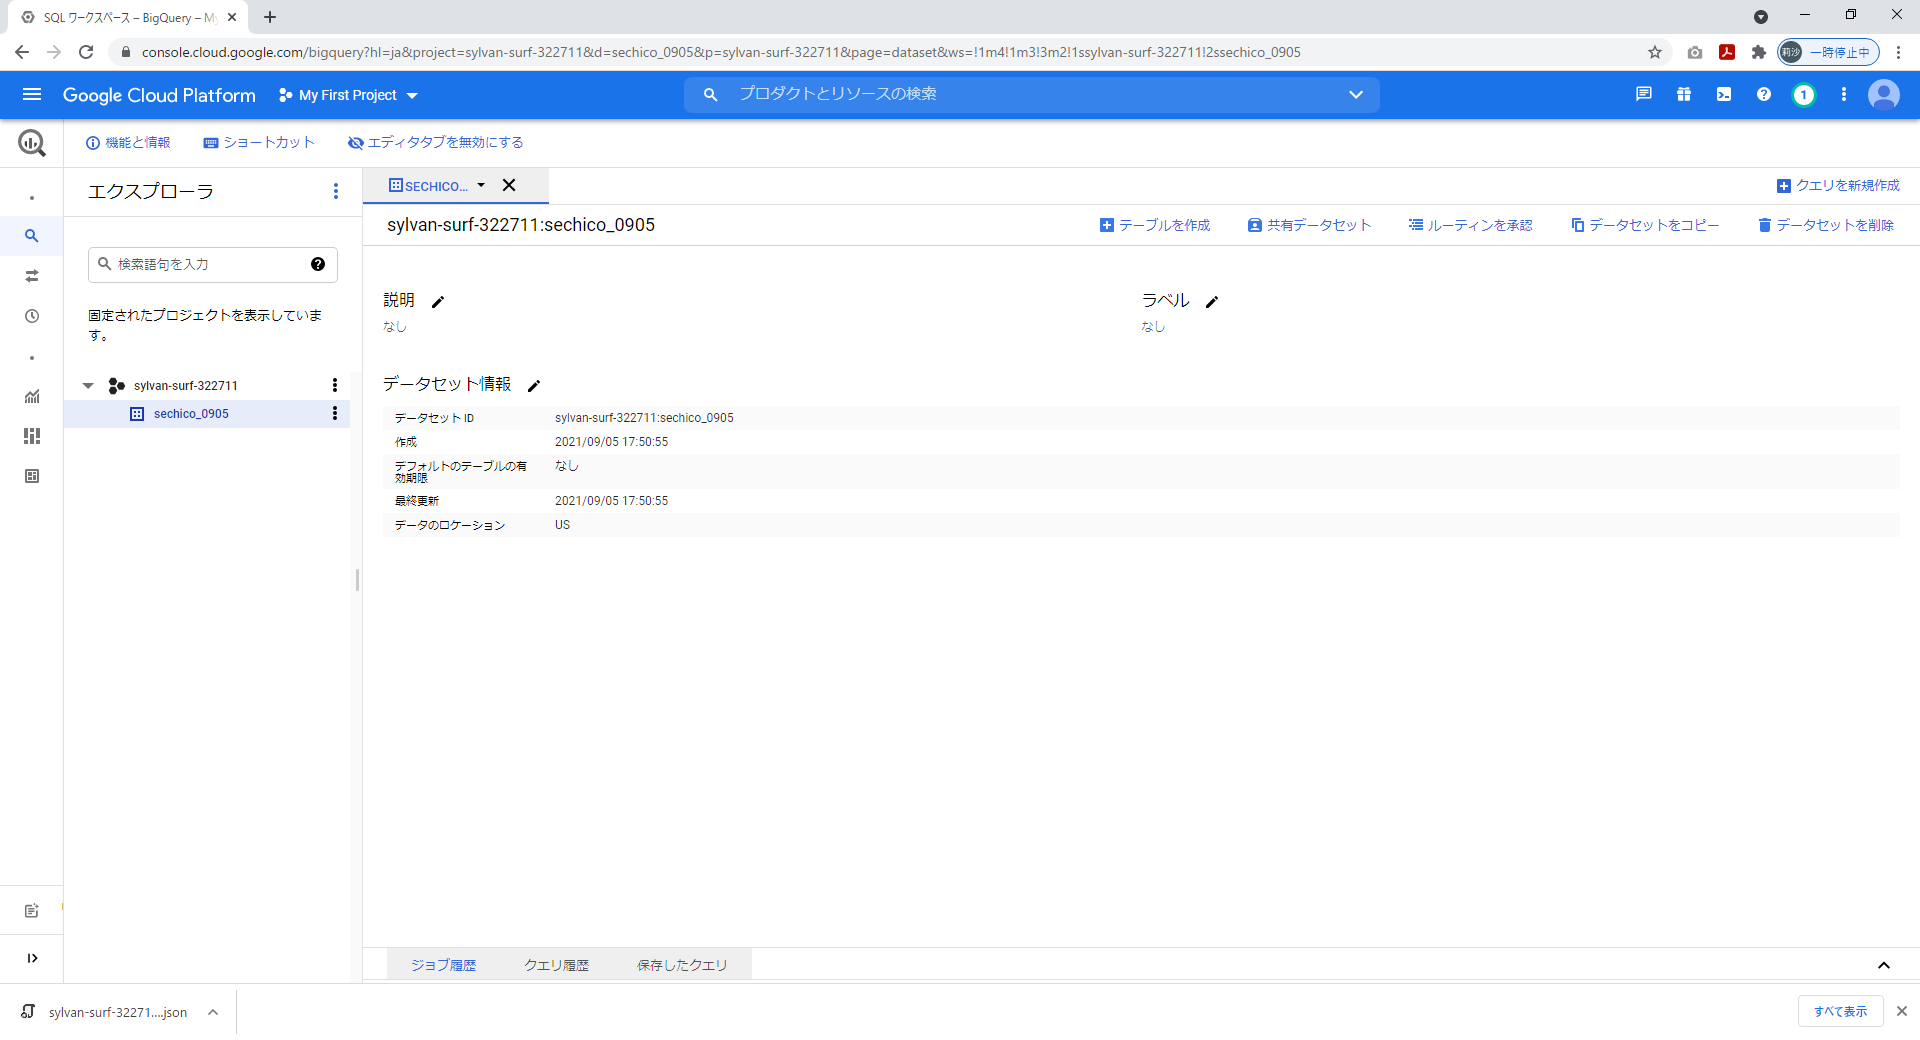 SQL ワークスペース – BigQuery – My
console.cloud.google.com/bigquery?hl=ja&project=sylvan-surf-322711&d=sechico_0905&p=sylvan-surf-322711&page=dataset&ws=!1m4!1m3!3m2!1ssylvan-surf-322711!2ssechico_0905
莉沙 一時停止中
Google Cloud Platform
My First Project
プロダクトとリソースの検索
1
機能と情報
ショートカット
エディタタブを無効にする
エクスプローラ
SECHICO...
クエリを新規作成
sylvan-surf-322711:sechico_0905
テーブルを作成
共有データセット
ルーティンを承認
データセットをコピー
データセットを削除
検索語句を入力
固定されたプロジェクトを表示していま
す。
sylvan-surf-322711
sechico_0905
説明
なし
ラベル
なし
データセット情報
データセット ID sylvan-surf-322711:sechico_0905
作成 2021/09/05 17:50:55
デフォルトのテーブルの有
効期限 なし
最終更新 2021/09/05 17:50:55
データのロケーション US
ジョブ履歴
クエリ履歴
保存したクエリ
sylvan-surf-32271....json
すべて表示